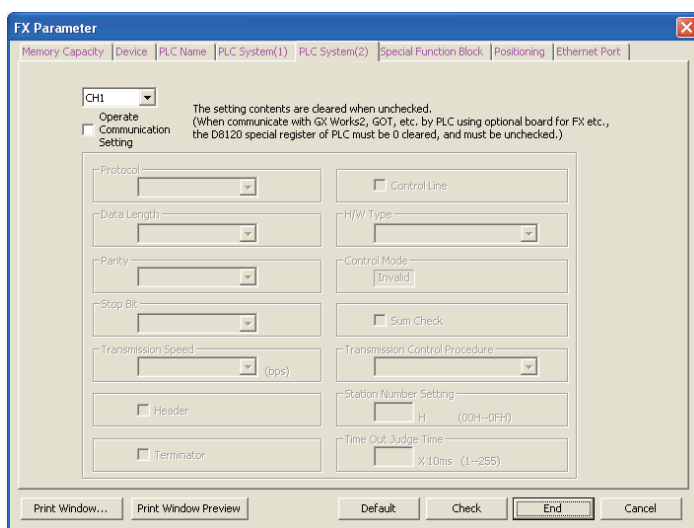 FX Parameter
Memory Capacity Device PLC Name PLC System(1) PLC System(2) Special Function Block Positioning Ethernet Port
CH1
The setting contents are cleared when unchecked.
(When communicate with GX Works2, GOT, etc. by PLC using optional board for FX etc.,
the D8120 special register of PLC must be 0 cleared, and must be unchecked.)
Operate
Communication
Setting
Protocol
Control Line
Data Length
H/W Type
Parity
Control Mode
Invalid
Stop Bit
Sum Check
Transmission Speed
(bps)
Transmission Control Procedure
Header
Station Number Setting
H (00H--0FH)
Terminator
Time Out Judge Time
X 10ms (1--255)
Print Window... Print Window Preview Default Check End Cancel